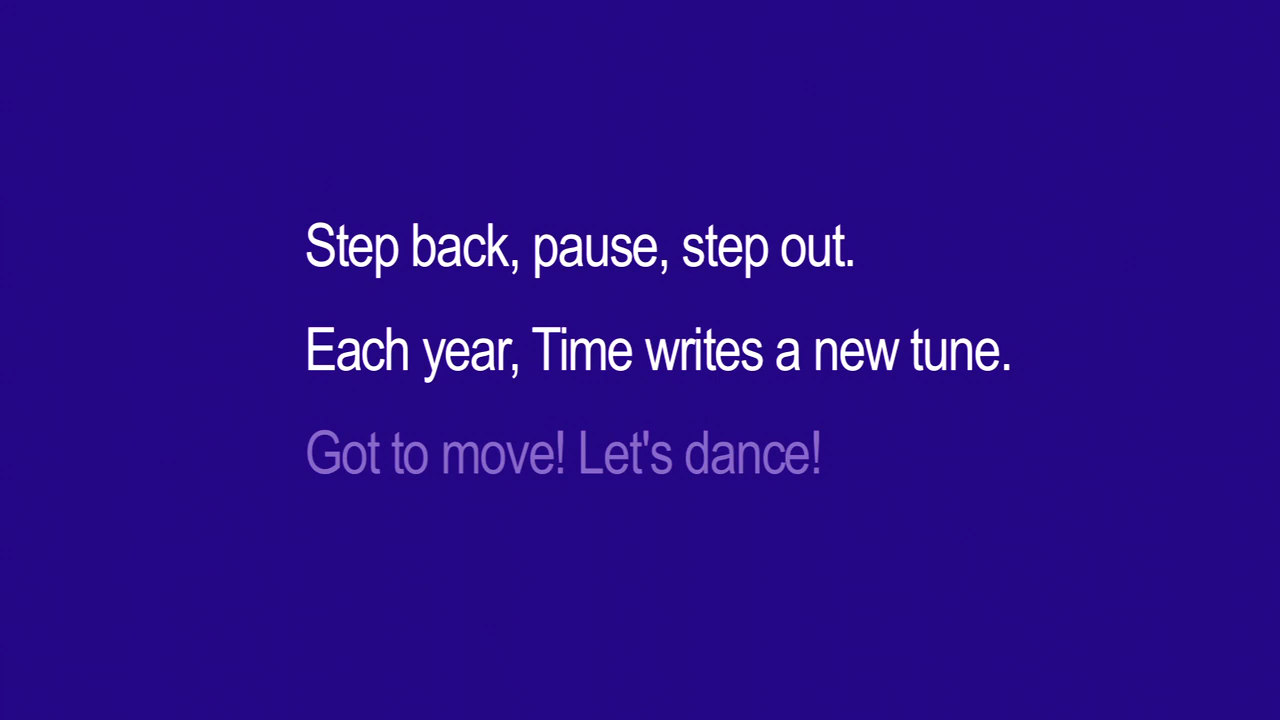 Step back, pause, step out.
Each year, Time writes a new tune.
Got to move! Let's dance!